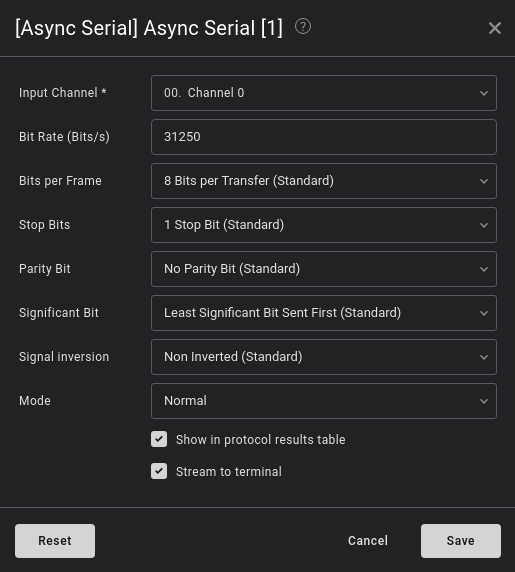 [Async Serial] Async Serial [1] ?
Input Channel * 00. Channel 0
Bit Rate (Bits/s) 31250
Bits per Frame 8 Bits per Transfer (Standard)
Stop Bits 1 Stop Bit (Standard)
Parity Bit No Parity Bit (Standard)
Significant Bit Least Significant Bit Sent First (Standard)
Signal inversion Non Inverted (Standard)
Mode Normal
Show in protocol results table
Stream to terminal
Reset Cancel Save